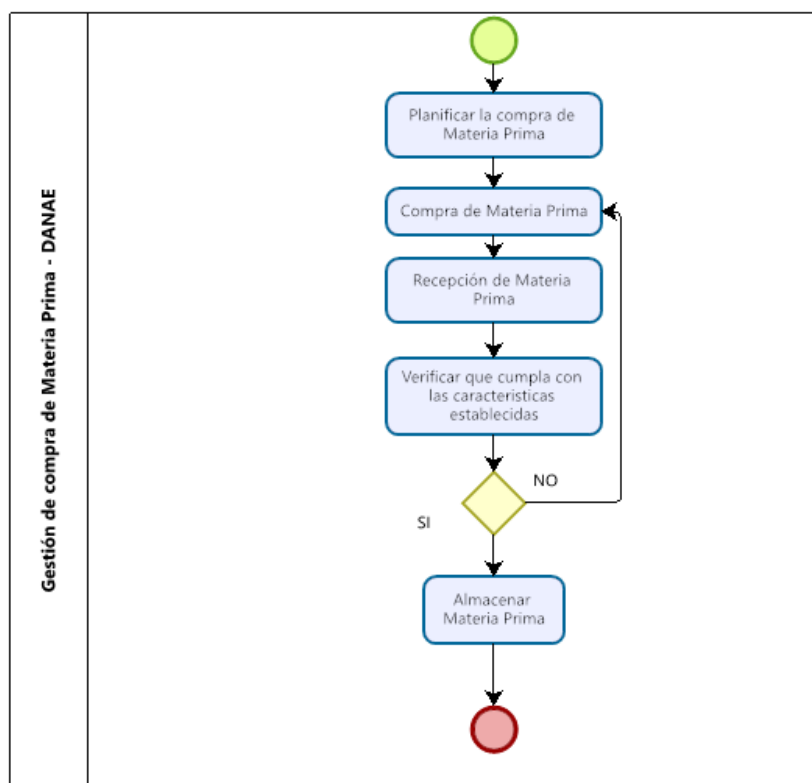 Gestión de compra de Materia Prima - DANAE
Planificar la compra de
Materia Prima
Compra de Materia Prima
Recepción de Materia
Prima
Verificar que cumpla con
las caracteristicas
establecidas
NO
SI
Almacenar
Materia Prima